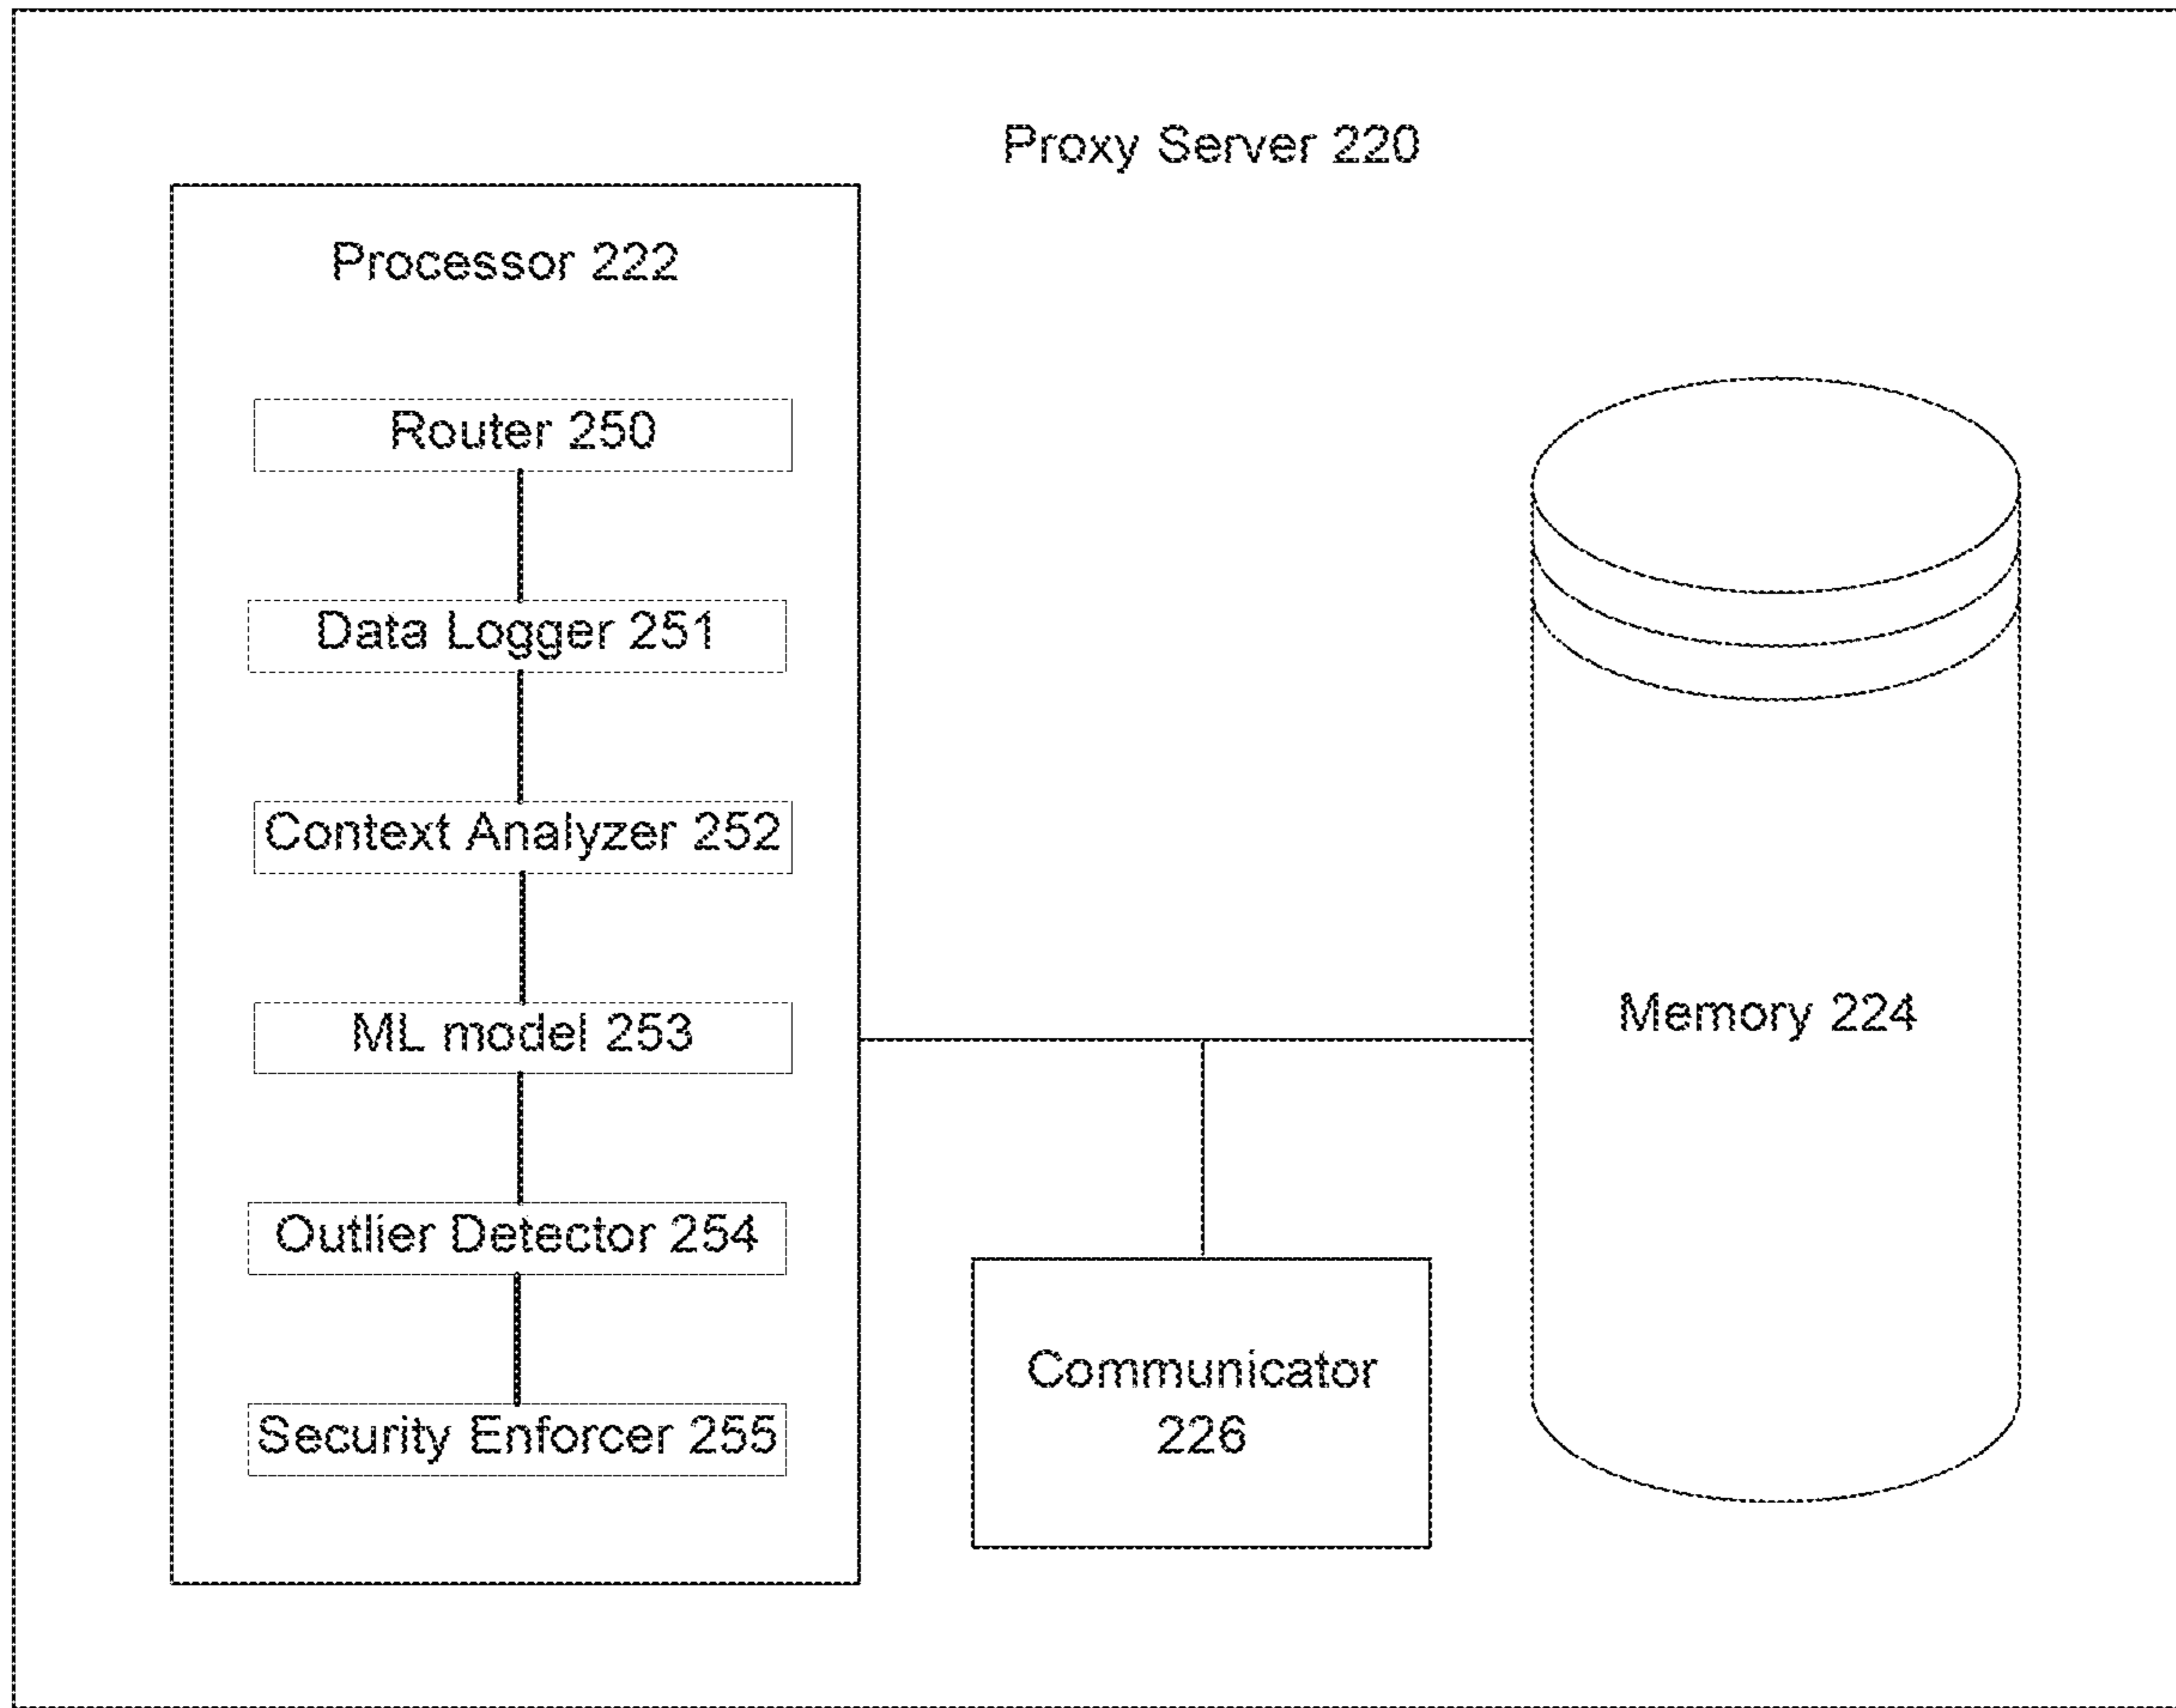 Proxy Server 220
Processor 222
Router 250
Data Logger 251
Context Analyzer 252
ML model 253
Outlier Detector 254
Security Enforcer 255
Communicator
226
Memory 224